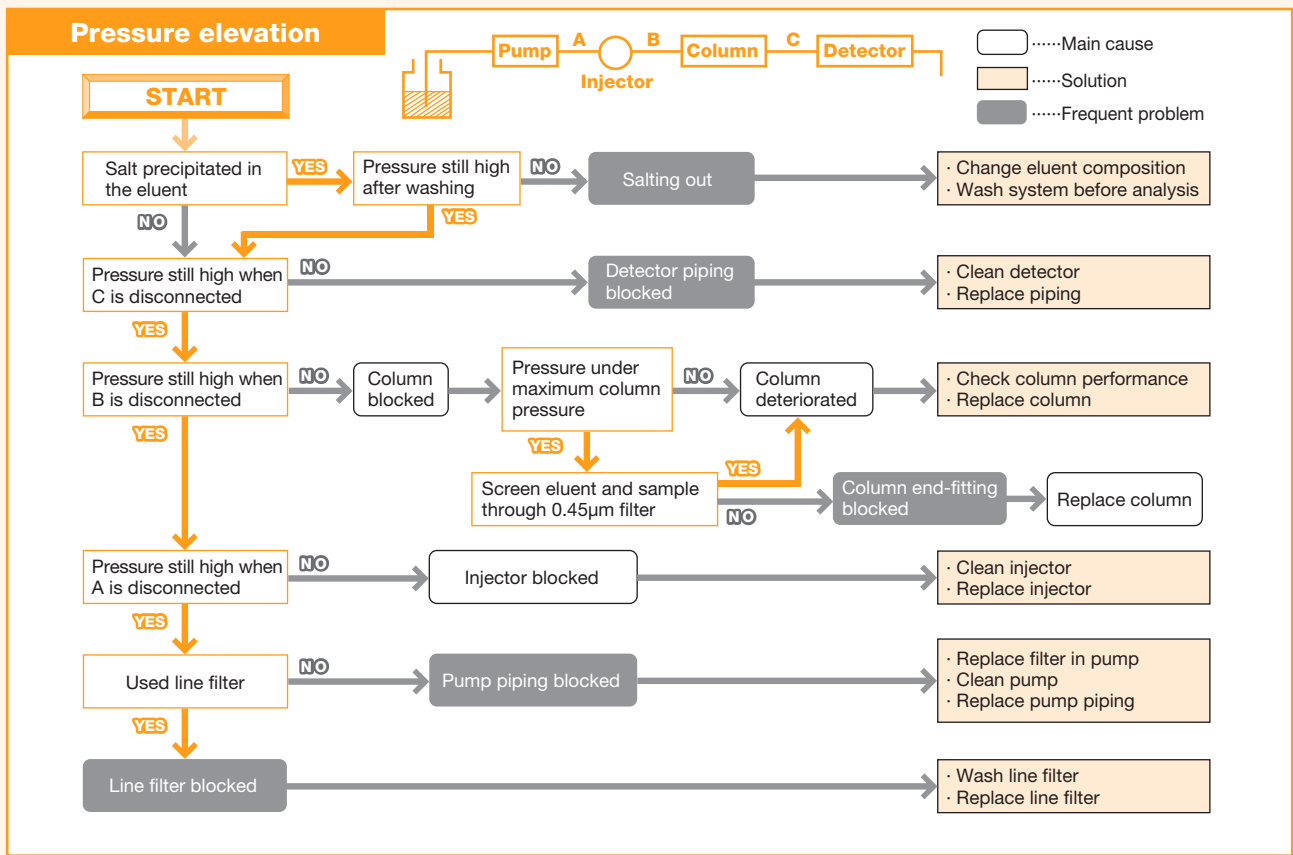 Pressure elevation
Pump
A
B
Column
C
Detector
Injector
······Main cause
······Solution
······Frequent problem
START
Salt precipitated in
the eluent
YES
Pressure still high
after washing
NO
Salting out
· Change eluent composition
· Wash system before analysis
NO
YES
Pressure still high when
C is disconnected
NO
Detector piping
blocked
· Clean detector
· Replace piping
YES
Pressure still high when
B is disconnected
NO
Column
blocked
Pressure under
maximum column
pressure
NO
Column
deteriorated
· Check column performance
· Replace column
YES
YES
Screen eluent and sample
through 0.45µm filter
YES
NO
Column end-fitting
blocked
Replace column
Pressure still high when
A is disconnected
NO
Injector blocked
· Clean injector
· Replace injector
YES
Used line filter
NO
Pump piping blocked
· Replace filter in pump
· Clean pump
· Replace pump piping
YES
Line filter blocked
· Wash line filter
· Replace line filter